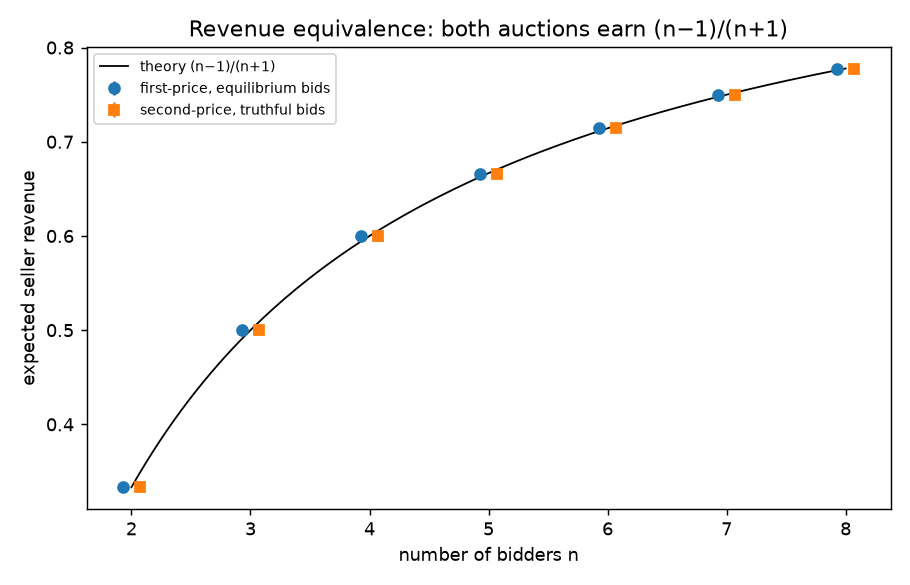 Revenue equivalence: both auctions earn (n−1)/(n+1)
theory (n−1)/(n+1)
first-price, equilibrium bids
second-price, truthful bids
expected seller revenue
0.8
0.7
0.6
0.5
0.4
2 3 4 5 6 7 8
number of bidders n